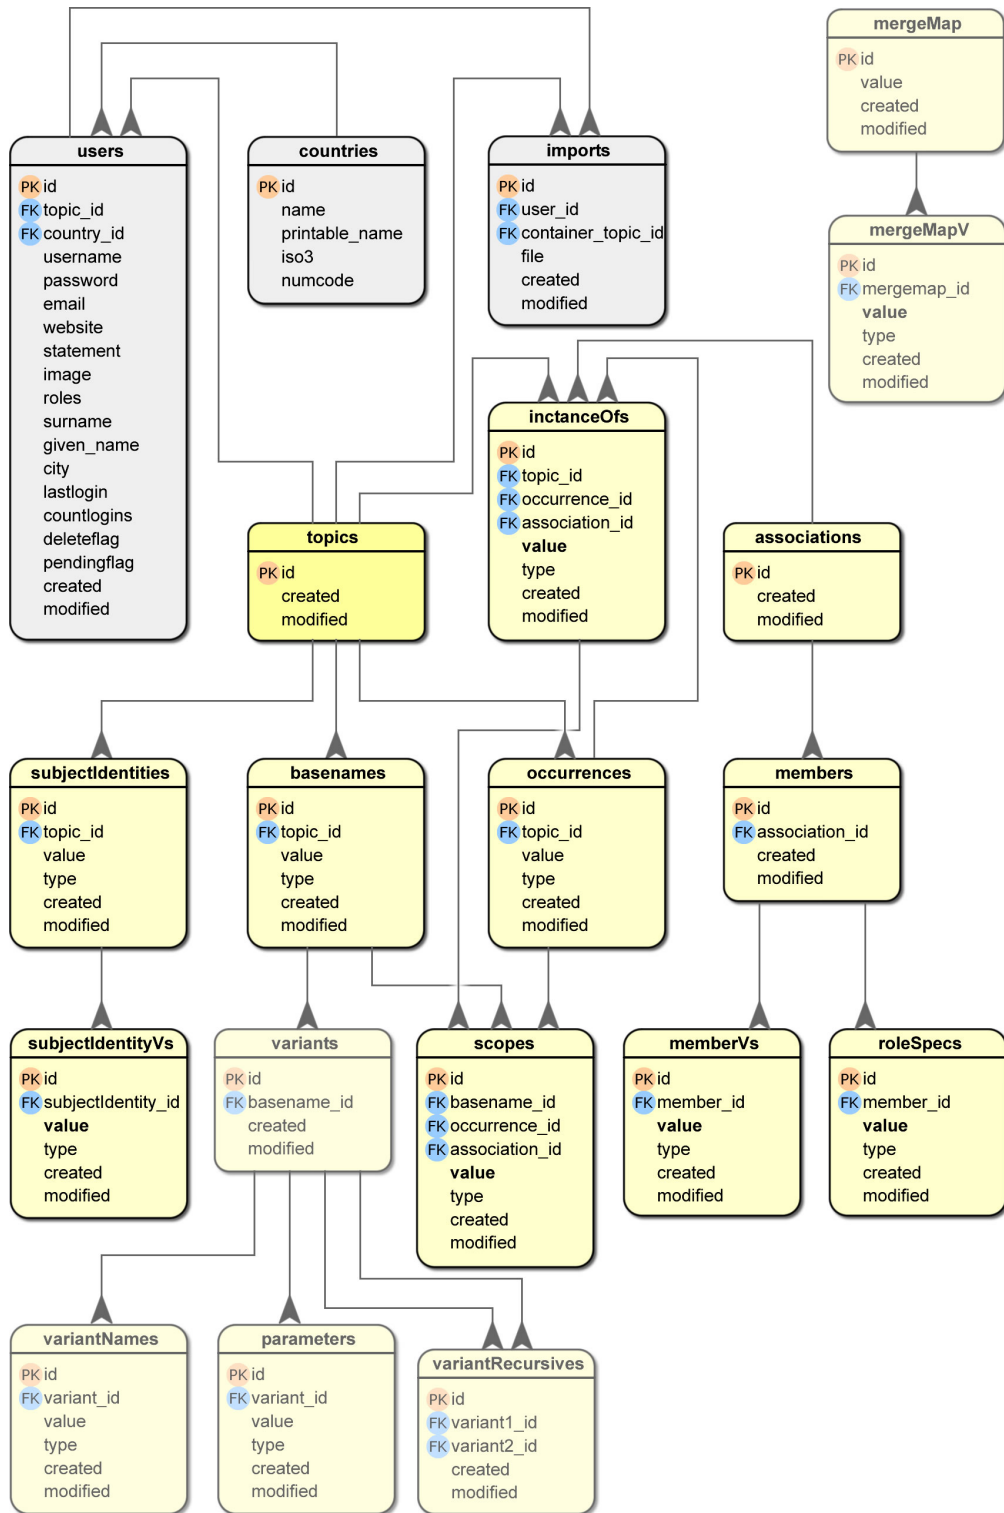 mergeMap
PK id
value
created
modified
users
PK id
FK topic_id
FK country_id
username
password
email
website
statement
image
roles
surname
given_name
city
lastlogin
countlogins
deleteflag
pendingflag
created
modified
countries
PK id
name
printable_name
iso3
numcode
imports
PK id
FK user_id
FK container_topic_id
file
created
modified
mergeMapV
PK id
FK mergemap_id
value
type
created
modified
inctanceOfs
PK id
FK topic_id
FK occurrence_id
FK association_id
value
type
created
modified
topics
PK id
created
modified
associations
PK id
created
modified
subjectIdentities
PK id
FK topic_id
value
type
created
modified
basenames
PK id
FK topic_id
value
type
created
modified
occurrences
PK id
FK topic_id
value
type
created
modified
members
PK id
FK association_id
created
modified
subjectIdentityVs
PK id
FK subjectIdentity_id
value
type
created
modified
variants
PK id
FK basename_id
created
modified
scopes
PK id
FK basename_id
FK occurrence_id
FK association_id
value
type
created
modified
memberVs
PK id
FK member_id
value
type
created
modified
roleSpecs
PK id
FK member_id
value
type
created
modified
variantNames
PK id
FK variant_id
value
type
created
modified
parameters
PK id
FK variant_id
value
type
created
modified
variantRecursives
PK id
FK variant1_id
FK variant2_id
created
modified